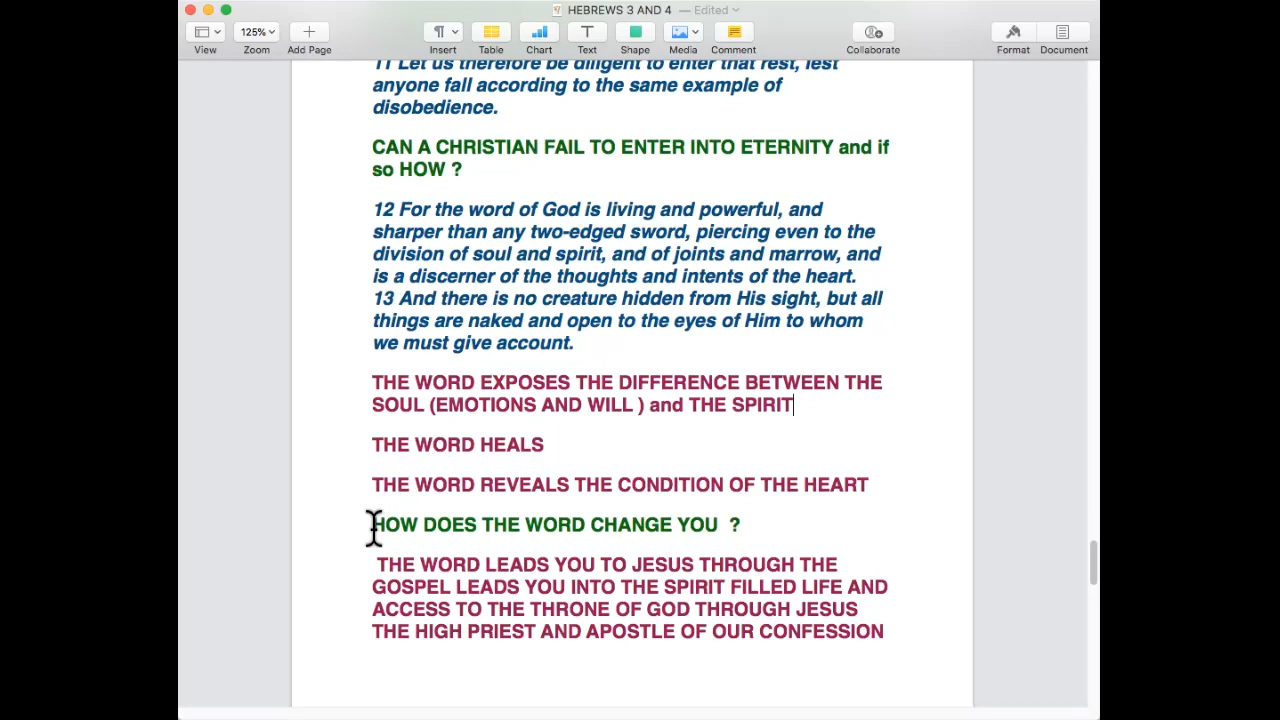 HEBREWS 3 AND 4 — Edited
125%
View Zoom Add Page Insert Table Chart Text Shape Media Comment Collaborate Format Document
11 Let us therefore be diligent to enter that rest, lest
anyone fall according to the same example of
disobedience.
CAN A CHRISTIAN FAIL TO ENTER INTO ETERNITY and if
so HOW ?
12 For the word of God is living and powerful, and
sharper than any two-edged sword, piercing even to the
division of soul and spirit, and of joints and marrow, and
is a discerner of the thoughts and intents of the heart.
13 And there is no creature hidden from His sight, but all
things are naked and open to the eyes of Him to whom
we must give account.
THE WORD EXPOSES THE DIFFERENCE BETWEEN THE
SOUL (EMOTIONS AND WILL ) and THE SPIRIT
THE WORD HEALS
THE WORD REVEALS THE CONDITION OF THE HEART
HOW DOES THE WORD CHANGE YOU ?
THE WORD LEADS YOU TO JESUS THROUGH THE
GOSPEL LEADS YOU INTO THE SPIRIT FILLED LIFE AND
ACCESS TO THE THRONE OF GOD THROUGH JESUS
THE HIGH PRIEST AND APOSTLE OF OUR CONFESSION